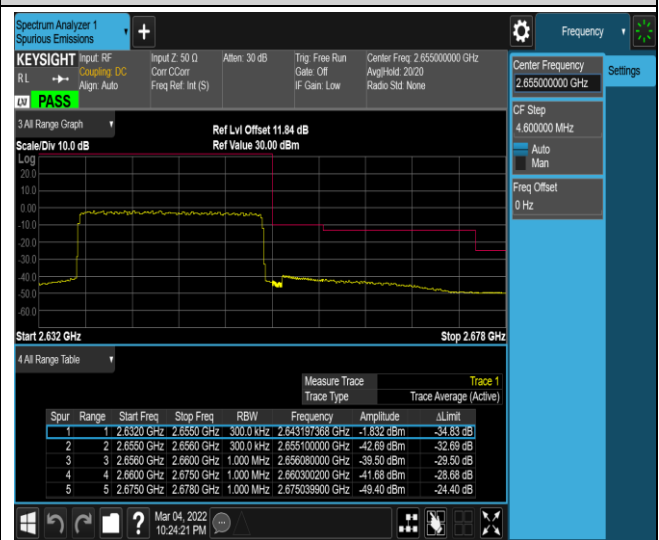 Spectrum Analyzer 1
Spurious Emissions
Frequency
KEYSIGHT
Input: RF
Input Z: 50 Ω
Atten: 30 dB
Trig: Free Run
Center Freq: 2.655000000 GHz
RL
Coupling: DC
Corr CCorr
Gate: Off
Avg|Hold: 20/20
Align: Auto
Freq Ref: Int (S)
IF Gain: Low
Radio Std: None
LXI PASS
Center Frequency
2.655000000 GHz
Settings
CF Step
4.600000 MHz
Auto
Man
Freq Offset
0 Hz
3 All Range Graph
Ref Lvl Offset 11.84 dB
Scale/Div 10.0 dB
Ref Value 30.00 dBm
Log
20.0
10.0
0.00
-10.0
-20.0
-30.0
-40.0
-50.0
-60.0
Start 2.632 GHz
Stop 2.678 GHz
4 All Range Table
Measure Trace Trace 1
Trace Type Trace Average (Active)
Spur Range Start Freq Stop Freq RBW Frequency Amplitude ΔLimit
1 1 2.6320 GHz 2.6550 GHz 300.0 kHz 2.643197368 GHz -1.832 dBm -34.83 dB
2 2 2.6550 GHz 2.6560 GHz 300.0 kHz 2.655100000 GHz -42.69 dBm -32.69 dB
3 3 2.6560 GHz 2.6600 GHz 1.000 MHz 2.656080000 GHz -39.50 dBm -29.50 dB
4 4 2.6600 GHz 2.6750 GHz 1.000 MHz 2.660300200 GHz -41.68 dBm -28.68 dB
5 5 2.6750 GHz 2.6780 GHz 1.000 MHz 2.675039900 GHz -49.40 dBm -24.40 dB
Mar 04, 2022
10:24:21 PM